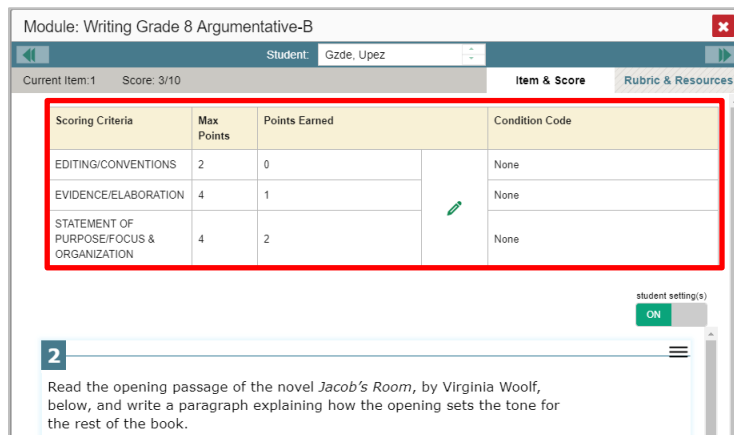 Module: Writing Grade 8 Argumentative-B
Student: Gzde, Upez
Current Item:1 Score: 3/10 Item & Score Rubric & Resources
Scoring Criteria Max Points Points Earned Condition Code
EDITING/CONVENTIONS 2 0 None
EVIDENCE/ELABORATION 4 1 None
STATEMENT OF
PURPOSE/FOCUS & 4 2 None
ORGANIZATION
student setting(s)
ON
2
Read the opening passage of the novel Jacob's Room, by Virginia Woolf,
below, and write a paragraph explaining how the opening sets the tone for
the rest of the book.